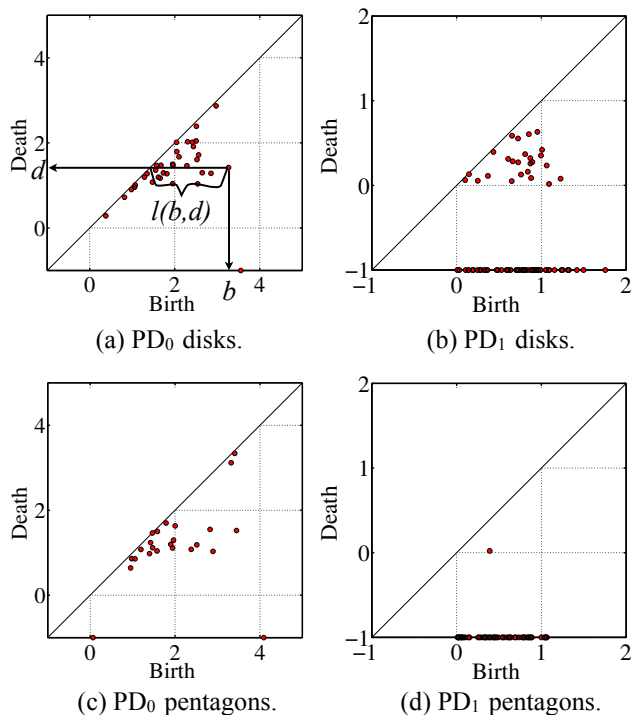 Death
4
2
0
d
l(b,d)
0
2
b
4
Birth
(a) PD₀ disks.
Death
2
1
0
−1
−1
0
1
2
Birth
(b) PD₁ disks.
Death
4
2
0
0
2
4
Birth
(c) PD₀ pentagons.
Death
2
1
0
−1
−1
0
1
2
Birth
(d) PD₁ pentagons.